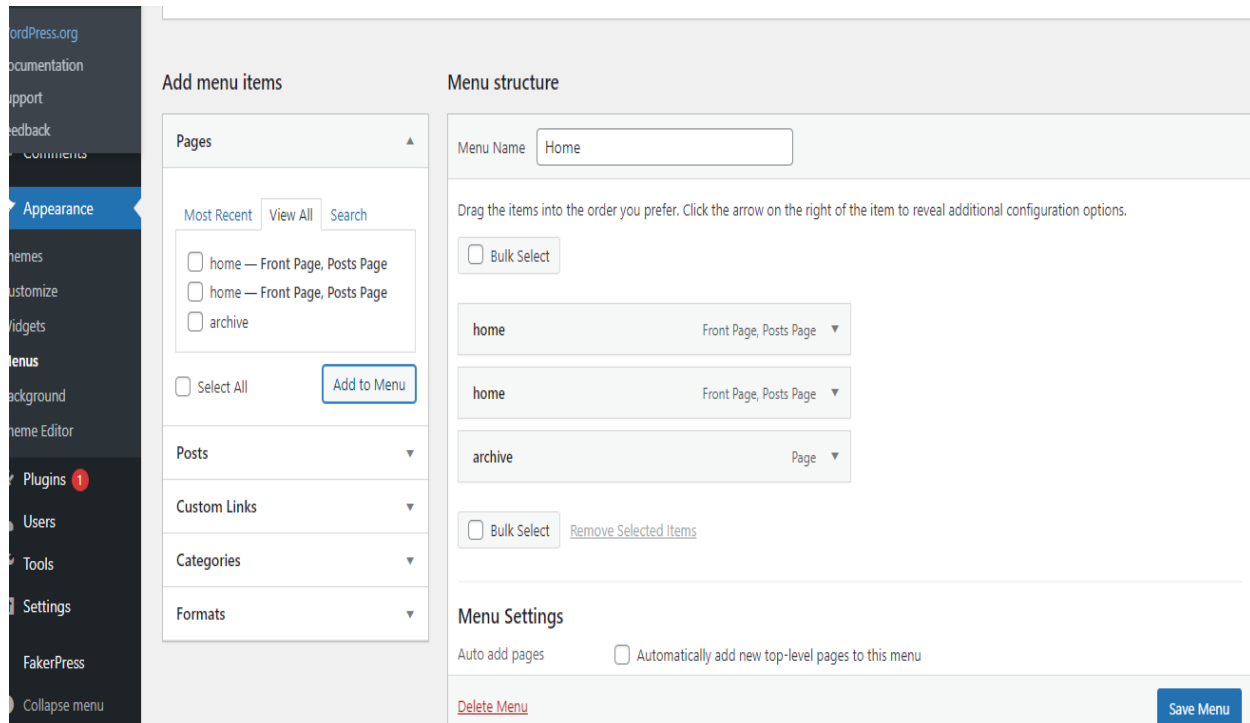 ordPress.org
ocumentation
upport
eedback
Comments
Appearance
hemes
ustomize
idgets
enus
ackground
heme Editor
Plugins 1
Users
Tools
Settings
FakerPress
Collapse menu
Add menu items
Pages
Most Recent View All Search
home — Front Page, Posts Page
home — Front Page, Posts Page
archive
Select All Add to Menu
Posts
Custom Links
Categories
Formats
Menu structure
Menu Name Home
Drag the items into the order you prefer. Click the arrow on the right of the item to reveal additional configuration options.
Bulk Select
home Front Page, Posts Page
home Front Page, Posts Page
archive Page
Bulk Select Remove Selected Items
Menu Settings
Auto add pages Automatically add new top-level pages to this menu
Delete Menu Save Menu